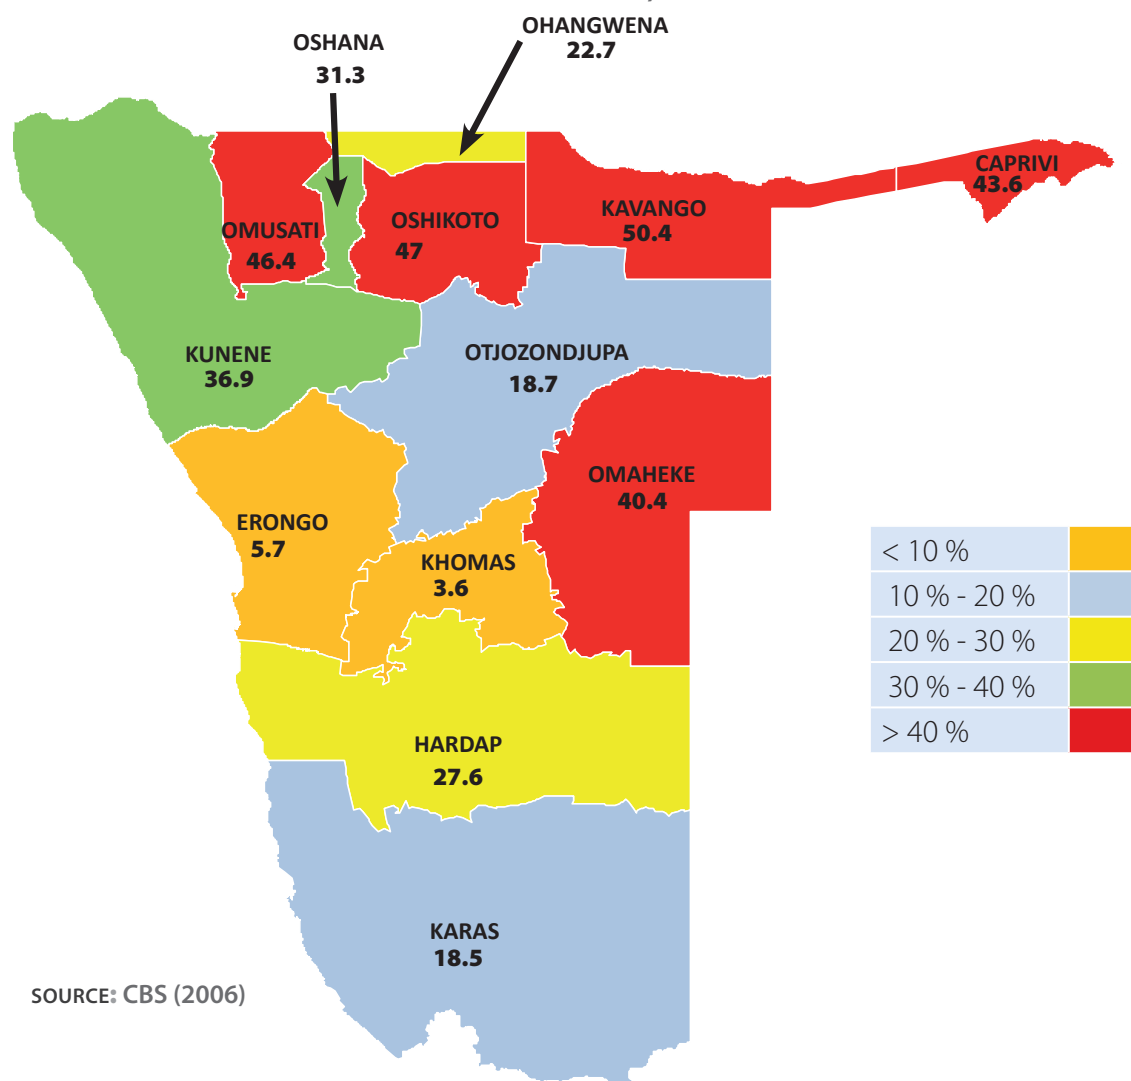 OHANGWENA
22.7
OSHANA
31.3
CAPRIVI
43.6
KAVANGO
50.4
OSHIKOTO
47
OMUSATI
46.4
KUNENE
36.9
OTJOZONDJUPA
18.7
OMAHEKE
40.4
ERONGO
5.7
KHOMAS
3.6
< 10 %
10 % - 20 %
20 % - 30 %
30 % - 40 %
> 40 %
HARDAP
27.6
KARAS
18.5
SOURCE: CBS (2006)